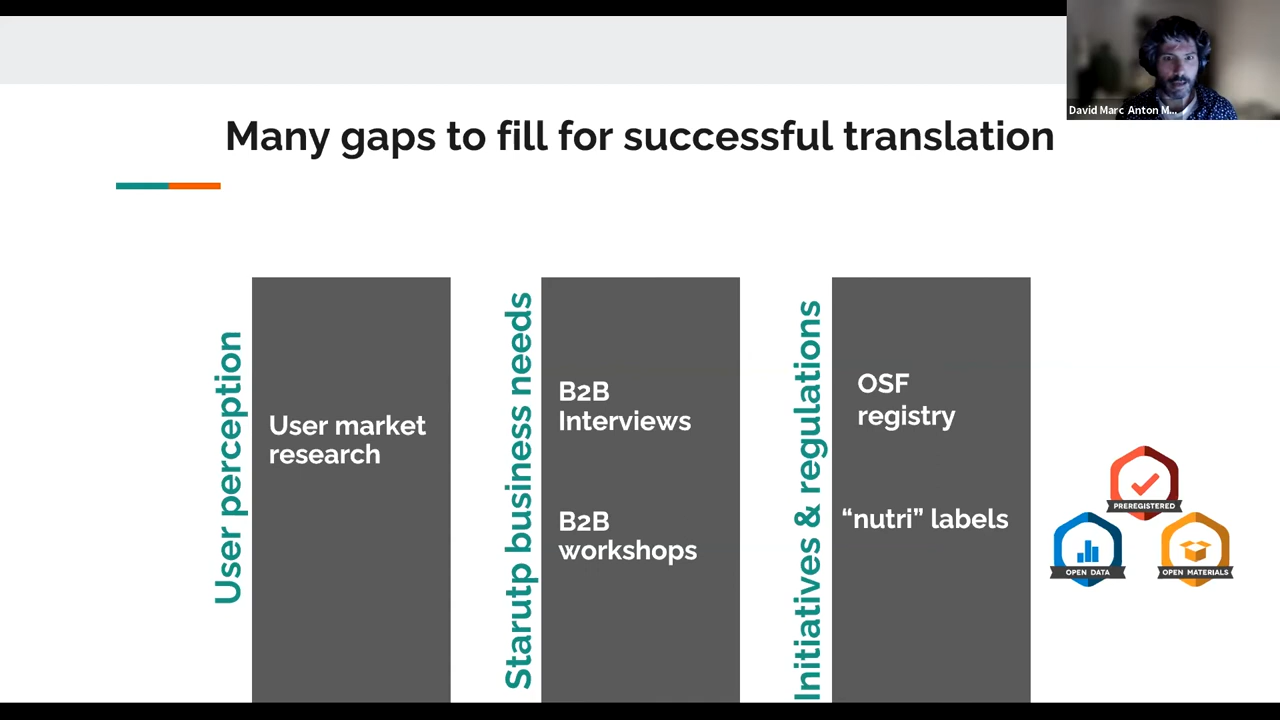 David Marc Anton M...
Many gaps to fill for successful translation
User perception
User market
research
Starutp business needs
B2B
Interviews
B2B
workshops
Initiatives & regulations
OSF
registry
“nutri” labels
PREREGISTERED
OPEN DATA
OPEN MATERIALS